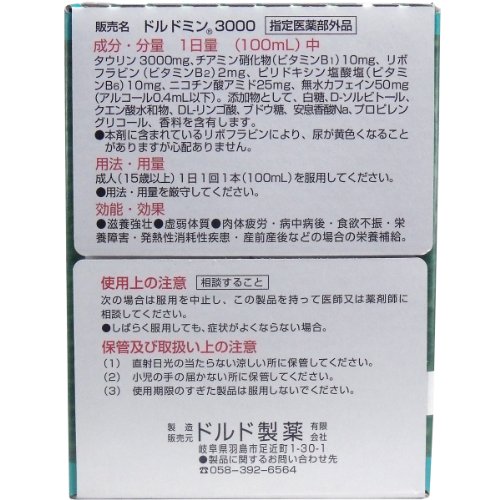 販売名 ドルドミン®3000 指定医薬部外品
成分・分量 1日量 (100mL)中
タウリン3000mg、チアミン硝化物(ビタミンB1)10mg、リボ
フラビン(ビタミンB2)2mg、ピリドキシン塩酸塩(ビタミ
ンB6)10mg、ニコチン酸アミド25mg、無水カフェイン50mg
(アルコール0.4mL以下)。添加物として、白糖、D-ソルビトール、
クエン酸水和物、DL-リンゴ酸、ブドウ糖、安息香酸Na、プロピレン
グリコール、香料を含有します。
●本剤に含まれているリボフラビンにより、尿が黄色くなること
がありますが心配ありません。
用法・用量
成人(15歳以上)1日1回1本(100mL)を服用してください。
●用法・用量を厳守してください。
効能・効果
●滋養強壮●虚弱体質●肉体疲労・病中病後・食欲不振・栄
養障害・発熱性消耗性疾患・産前産後などの場合の栄養補給。
使用上の注意 相談すること
次の場合は服用を中止し、この製品を持って医師又は薬剤師に
相談してください。
●しばらく服用しても、症状がよくならない場合。
保管及び取扱い上の注意
(1) 直射日光の当たらない涼しい所に保管してください。
(2) 小児の手の届かない所に保管してください。
(3) 使用期限のすぎた製品は服用しないでください。
製造
販売元 ドルド製薬 有限会社
岐阜県羽島市足近町1-30-1
●製品に関するお問い合わせ先
☎058-392-6564